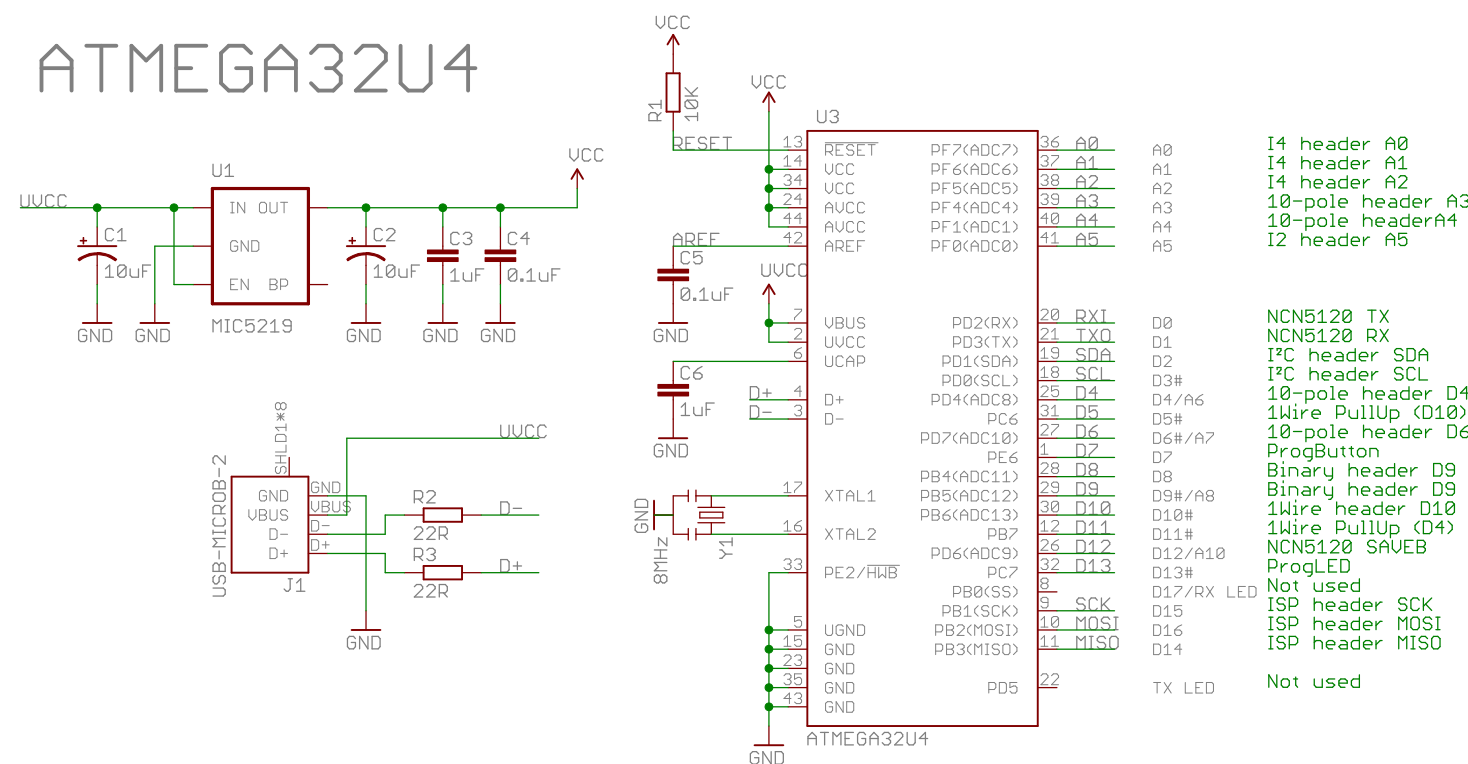 ATMEGA32U4
UVCC
U1
VCC
IN OUT
GND
EN BP
MIC5219
C1
10uF
C2
10uF
C3
1uF
C4
0.1uF
GND
GND
GND
GND
GND
USB-MICROB-2
SHLD1*8
GND
VBUS
D-
D+
GND
VBUS
D-
D+
J1
UVCC
R2
22R
D-
R3
22R
D+
GND
VCC
R1
10K
RESET
VCC
AREF
C5
0.1uF
GND
UVCC
C6
1uF
GND
D+
D-
GND
8MHz
Y1
GND
U3
13 RESET
14 VCC
34 VCC
24 AVCC
44 AVCC
42 AREF
7 VBUS
2 UVCC
6 UCAP
4 D+
3 D-
17 XTAL1
16 XTAL2
33 PE2/HWB
5 UGND
15 GND
23 GND
35 GND
43 GND
ATMEGA32U4
PF7(ADC7) 36 A0 A0 I4 header A0
PF6(ADC6) 37 A1 A1 I4 header A1
PF5(ADC5) 38 A2 A2 I4 header A2
PF4(ADC4) 39 A3 A3 10-pole header A3
PF1(ADC1) 40 A4 A4 10-pole headerA4
PF0(ADC0) 41 A5 A5 I2 header A5
PD2(RX) 20 RXI D0 NCN5120 TX
PD3(TX) 21 TXO D1 NCN5120 RX
PD1(SDA) 19 SDA D2 I²C header SDA
PD0(SCL) 18 SCL D3# I²C header SCL
PD4(ADC8) 25 D4 D4/A6 10-pole header D4
PC6 31 D5 D5# 1Wire PullUp (D10)
PD7(ADC10) 27 D6 D6#/A7 10-pole header D6
PE6 1 D7 D7 ProgButton
PB4(ADC11) 28 D8 D8 Binary header D9
PB5(ADC12) 29 D9 D9#/A8 Binary header D9
PB6(ADC13) 30 D10 D10# 1Wire header D10
PB7 12 D11 D11# 1Wire PullUp (D4)
PD6(ADC9) 26 D12 D12/A10 NCN5120 SAVEB
PC7 32 D13 D13# ProgLED
PB0(SS) 8 D17/RX LED Not used
PB1(SCK) 9 SCK D15 ISP header SCK
PB2(MOSI) 10 MOSI D16 ISP header MOSI
PB3(MISO) 11 MISO D14 ISP header MISO
PD5 22 TX LED Not used